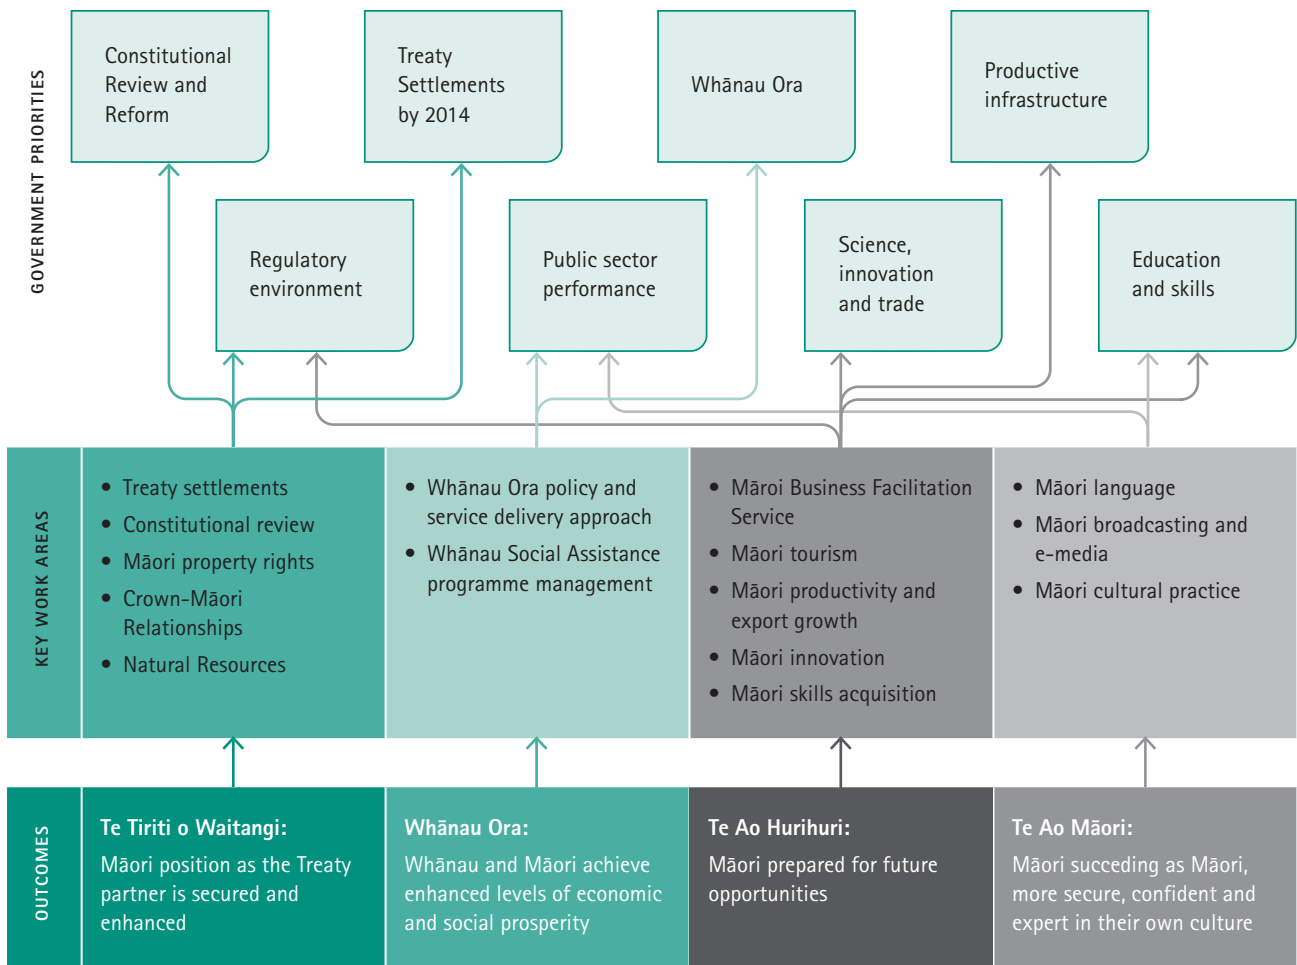 GOVERNMENT PRIORITIES
Constitutional
Review and
Reform
Treaty
Settlements
by 2014
Whānau Ora
Productive
infrastructure
Regulatory
environment
Public sector
performance
Science,
innovation
and trade
Education
and skills
KEY WORK AREAS
• Treaty settlements
• Constitutional review
• Māori property rights
• Crown-Māori
Relationships
• Natural Resources
• Whānau Ora policy and
service delivery approach
• Whānau Social Assistance
programme management
• Māroi Business Facilitation
Service
• Māori tourism
• Māori productivity and
export growth
• Māori innovation
• Māori skills acquisition
• Māori language
• Māori broadcasting and
e-media
• Māori cultural practice
OUTCOMES
Te Tiriti o Waitangi:
Māori position as the Treaty
partner is secured and
enhanced
Whānau Ora:
Whānau and Māori achieve
enhanced levels of economic
and social prosperity
Te Ao Hurihuri:
Māori prepared for future
opportunities
Te Ao Māori:
Māori succeding as Māori,
more secure, confident and
expert in their own culture